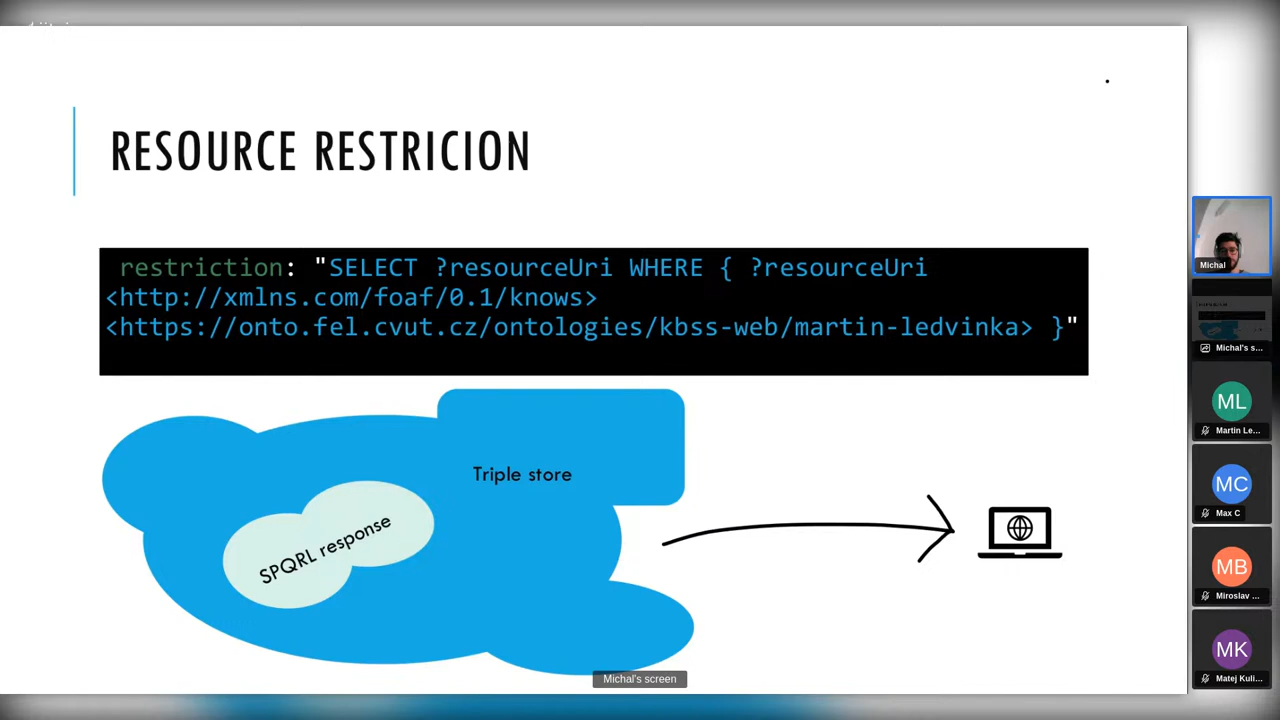 RESOURCE RESTRICION
restriction: "SELECT ?resourceUri WHERE { ?resourceUri
<http://xmlns.com/foaf/0.1/knows>
<https://onto.fel.cvut.cz/ontologies/kbss-web/martin-ledvinka> }"
Triple store
SPQRL response
Michal's screen
Michal
Michal's s...
ML
Martin Le...
MC
Max C
MB
Miroslav ...
MK
Matej Kuli...